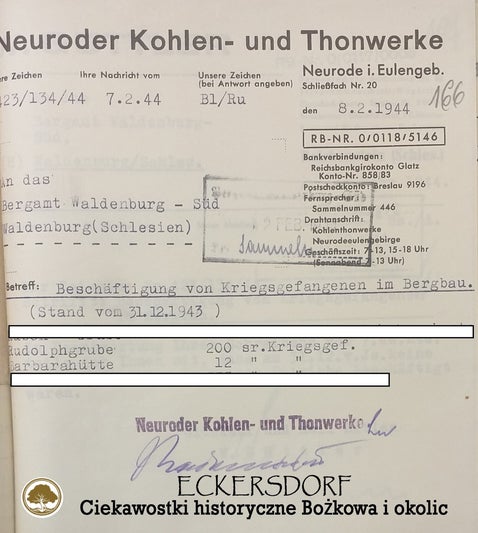 Neuroder Kohlen- und Thonwerke
Zeichen Ihre Nachricht vom Unsere Zeichen
(bei Antwort angeben)
423/134/44 7.2.44 Bl/Ru
Neurode i. Eulengeb.
Schließfach Nr. 20
den 8.2.1944
166
RB-NR. 0/0118/5146
Bankverbindungen:
Reichsbankgirokonto Glatz
Konto-Nr. 858/83
Postscheckkonto: Breslau 9196
Fernsprecher:
Sammelnummer 446
Drahtanschrift:
Kohlenthonwerke
Neurodeeulengebirge
Geschäftszeit: 7-13, 15-18 Uhr
(Sonnabend 7-13 Uhr)
An das
Bergamt Waldenburg - Süd
Waldenburg(Schlesien)
FEB.
Betreff: Beschäftigung von Kriegsgefangenen im Bergbau.
(Stand vom 31.12.1943 )
Rudolphgrube 200 sr.Kriegsgef.
Barbarahütte 12 " "
Neuroder Kohlen- und Thonwerke
ECKERSDORF
Ciekawostki historyczne Bożkowa i okolic